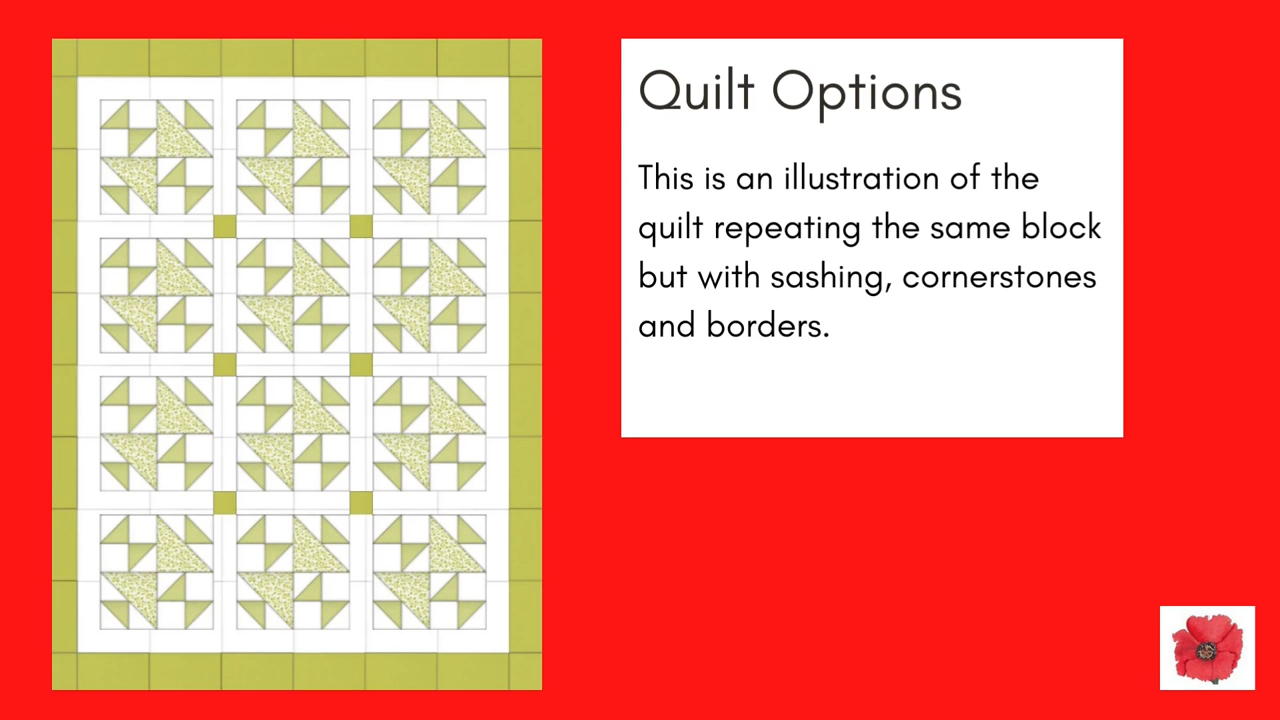 Quilt Options
This is an illustration of the
quilt repeating the same block
but with sashing, cornerstones
and borders.